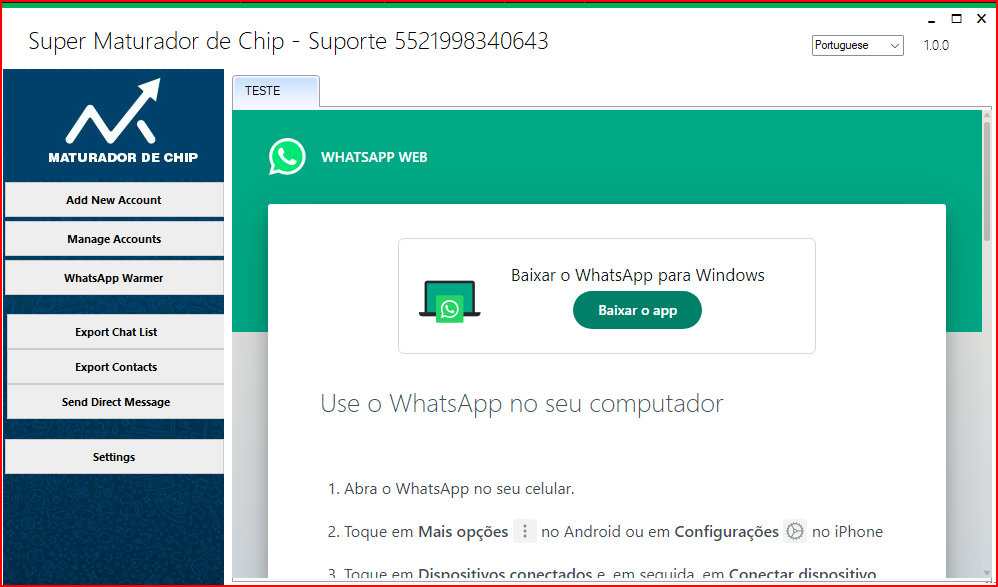 Super Maturador de Chip - Suporte 5521998340643
Portuguese
1.0.0
MATURADOR DE CHIP
Add New Account
Manage Accounts
WhatsApp Warmer
Export Chat List
Export Contacts
Send Direct Message
Settings
TESTE
WHATSAPP WEB
Baixar o WhatsApp para Windows
Baixar o app
Use o WhatsApp no seu computador
1. Abra o WhatsApp no seu celular.
2. Toque em Mais opções no Android ou em Configurações no iPhone
3. Toque em Dispositivos conectados e, em seguida, em Conectar dispositivo